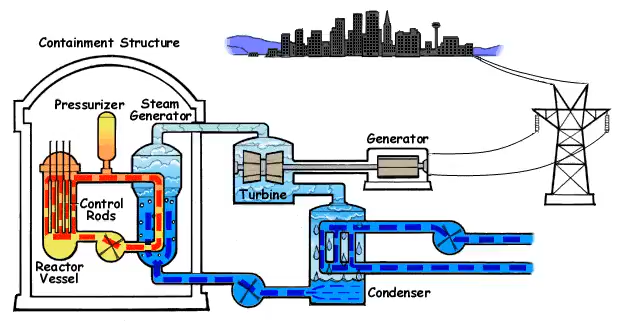 Containment Structure
Pressurizer
Steam
Generator
Control
Rods
Reactor
Vessel
Turbine
Generator
Condenser